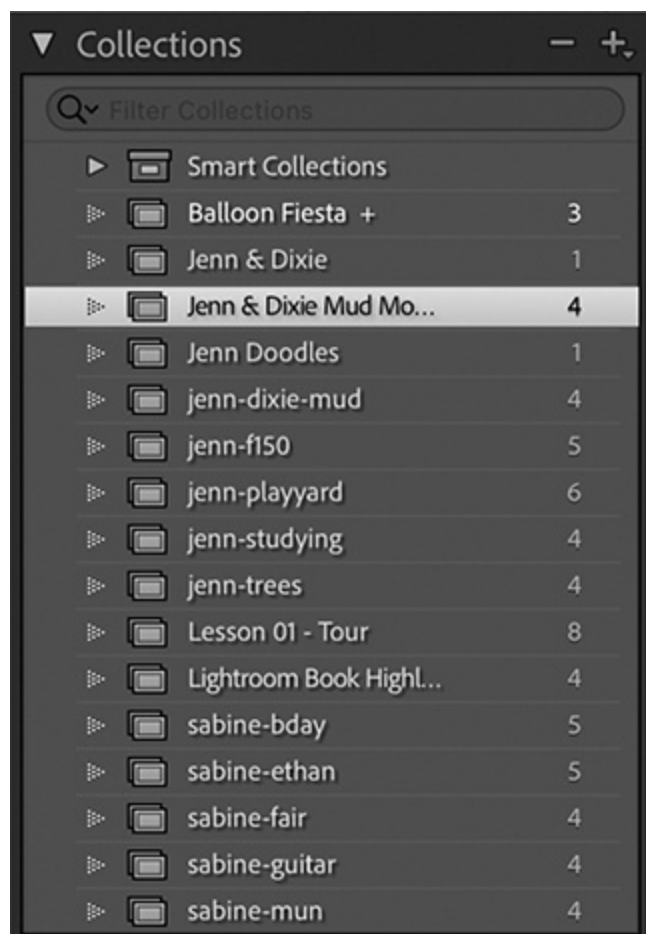 Collections
Filter Collections
Smart Collections
Balloon Fiesta + 3
Jenn & Dixie 1
Jenn & Dixie Mud Mo... 4
Jenn Doodles 1
jenn-dixie-mud 4
jenn-f150 5
jenn-playyard 6
jenn-studying 4
jenn-trees 4
Lesson 01 - Tour 8
Lightroom Book Highl... 4
sabine-bday 5
sabine-ethan 5
sabine-fair 4
sabine-guitar 4
sabine-mun 4